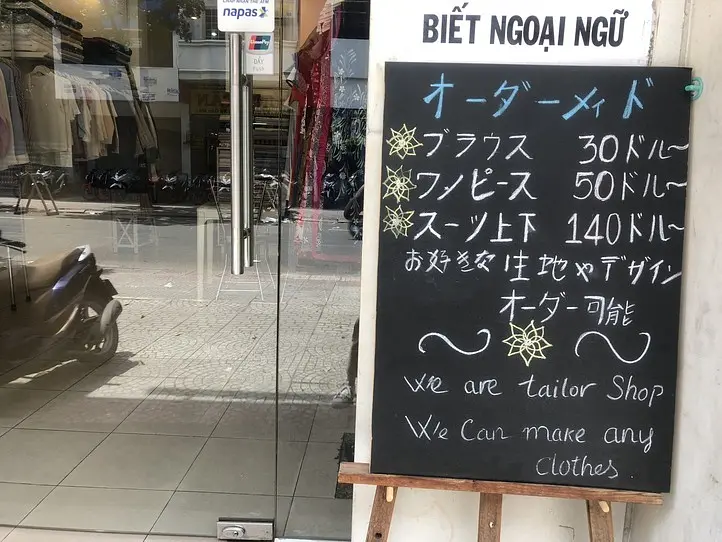 napas
BIẾT NGOẠI NGỮ
オーダーメイド
ブラウス 30ドル〜
ワンピース 50ドル〜
スーツ上下 140ドル〜
お好きな生地やデザイン
オーダー可能
We are tailor Shop
We Can make any
clothes.